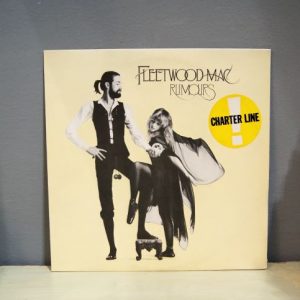 FLEETWOOD MAC
RUMOURS
!
CHARTER LINE